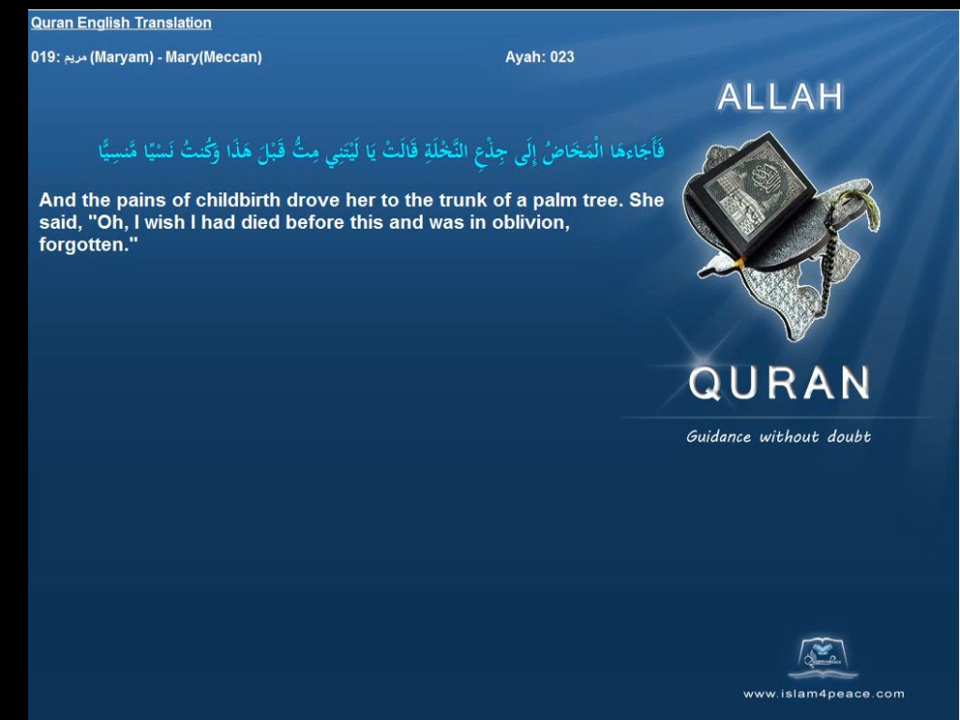 Quran English Translation
019: مريم (Maryam) - Mary(Meccan) Ayah: 023
ALLAH
فَأَجَاءهَا الْمَخَاضُ إِلَى جِذْعِ النَّخْلَةِ قَالَتْ يَا لَيْتَنِي مِتُّ قَبْلَ هَذَا وَكُنتُ نَسْيًا مَّنسِيًّا
And the pains of childbirth drove her to the trunk of a palm tree. She
said, "Oh, I wish I had died before this and was in oblivion,
forgotten."
QURAN
Guidance without doubt
www.islam4peace.com